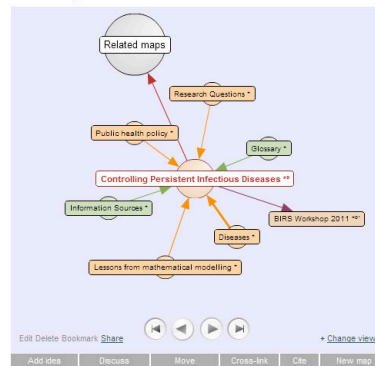 Related maps
Research Questions *
Public health policy *
Glossary *
Controlling Persistent Infectious Diseases *º
Information Sources *
BIRS Workshop 2011 *º'
Diseases *
Lessons from mathematical modelling *
Edit Delete Bookmark Share + Change view
Add idea Discuss Move Cross-link Cite New map